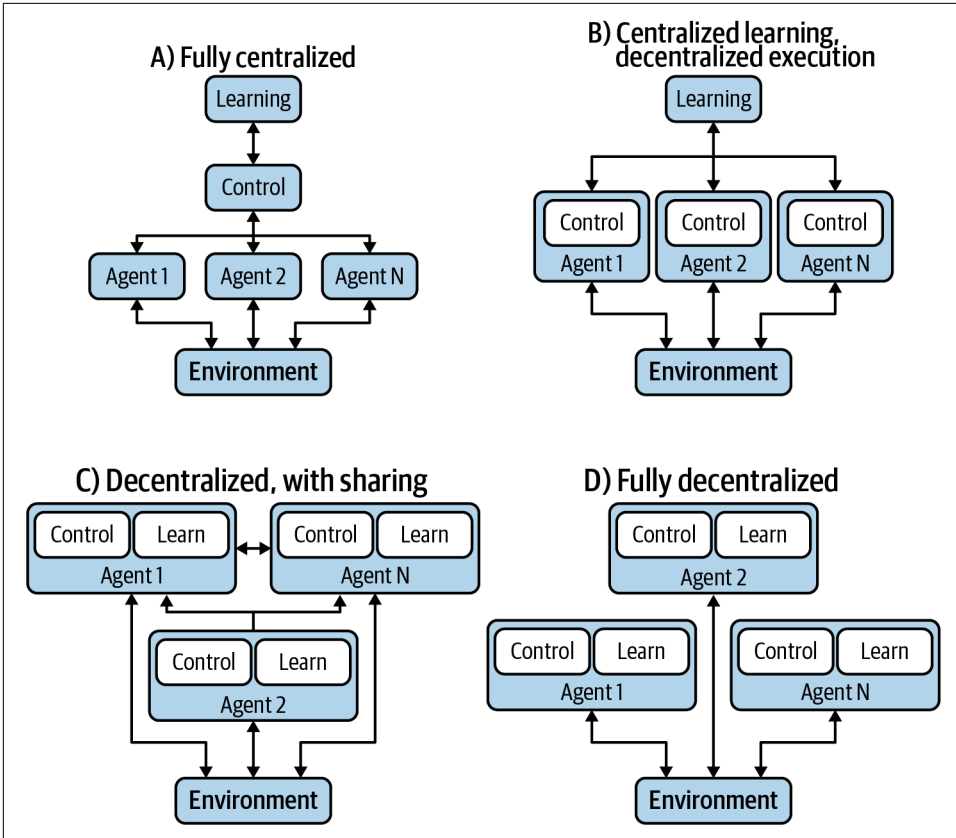 A) Fully centralized
Learning
Control
Agent 1
Agent 2
Agent N
Environment
B) Centralized learning,
decentralized execution
Learning
Control
Control
Control
Agent 1
Agent 2
Agent N
Environment
C) Decentralized, with sharing
Control
Learn
Agent 1
Control
Learn
Agent N
Control
Learn
Agent 2
Environment
D) Fully decentralized
Control
Learn
Agent 2
Control
Learn
Agent 1
Control
Learn
Agent N
Environment